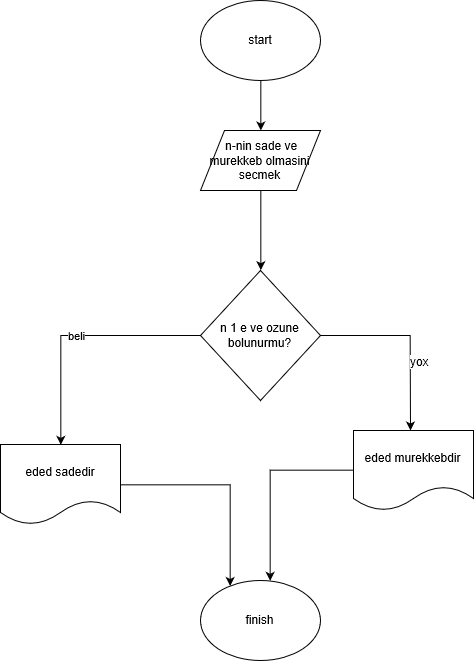 start
n-nin sade ve
murekkeb olmasini
secmek
n 1 e ve ozune
bolunurmu?
beli
yox
eded sadedir
eded murekkebdir
finish